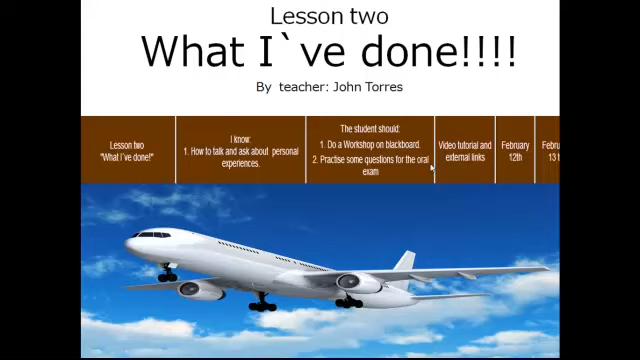 Lesson two
What I`ve done!!!!
By teacher: John Torres
Lesson two
"What I've done!"
I know:
1. How to talk and ask about personal
experiences.
The student should:
1. Do a Workshop on blackboard.
2. Practise some questions for the oral
exam
Video tutorial and
external links
February
12th
Febru
13 t